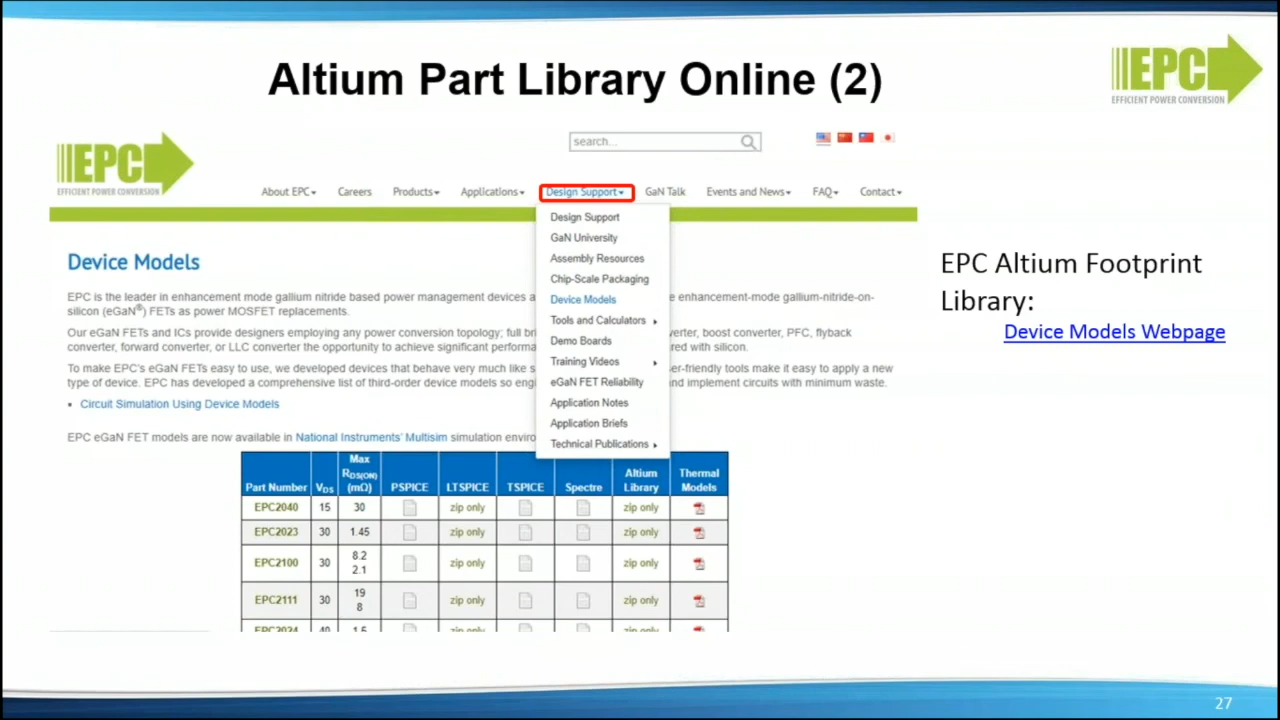 Altium Part Library Online (2)
EPC
EFFICIENT POWER CONVERSION
EPC
EFFICIENT POWER CONVERSION
search...
About EPC Careers Products Applications Design Support GaN Talk Events and News FAQ Contact
Design Support
GaN University
Assembly Resources
Chip-Scale Packaging
Device Models
Tools and Calculators
Demo Boards
Training Videos
eGaN FET Reliability
Application Notes
Application Briefs
Technical Publications
Device Models
EPC is the leader in enhancement mode gallium nitride based power management devices a e enhancement-mode gallium-nitride-on-
silicon (eGaN®) FETs as power MOSFET replacements.
Our eGaN FETs and ICs provide designers employing any power conversion topology; full bri verter, boost converter, PFC, flyback
converter, forward converter, or LLC converter the opportunity to achieve significant performa red with silicon.
To make EPC's eGaN FETs easy to use, we developed devices that behave very much like s ser-friendly tools make it easy to apply a new
type of device. EPC has developed a comprehensive list of third-order device models so eng and implement circuits with minimum waste.
• Circuit Simulation Using Device Models
EPC eGaN FET models are now available in National Instruments' Multisim simulation enviro
Part Number VDS Max RDS(ON) (mΩ) PSPICE LTSPICE TSPICE Spectre Altium Library Thermal Models
EPC2040 15 30 zip only zip only
EPC2023 30 1.45 zip only zip only
EPC2100 30 8.2 2.1 zip only zip only
EPC2111 30 19 8 zip only zip only
EPC2024 40 1.5 zip only zip only
EPC Altium Footprint
Library:
Device Models Webpage
27